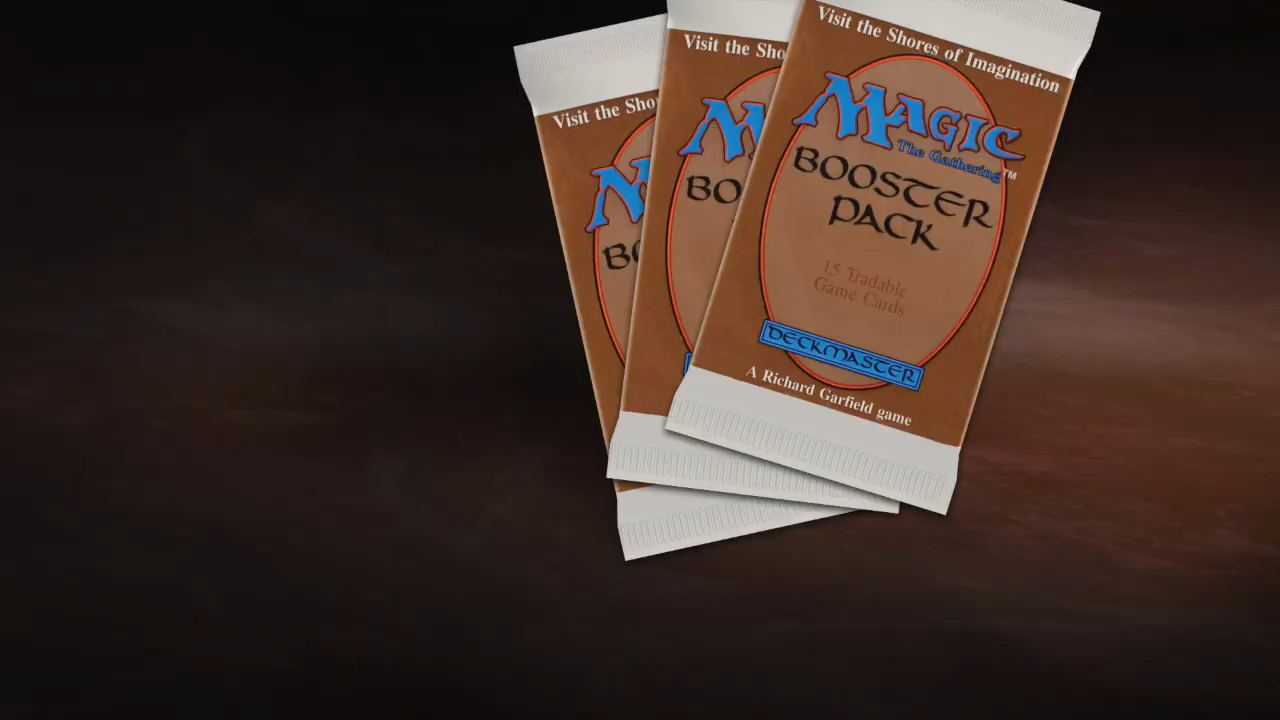 Visit the Sho
M
BO
Visit the Sho
M
BO
Visit the Shores of Imagination
MAGIC
The Gathering™
BOOSTER
PACK
15 Tradable
Game Cards
DECKMASTER
A Richard Garfield game